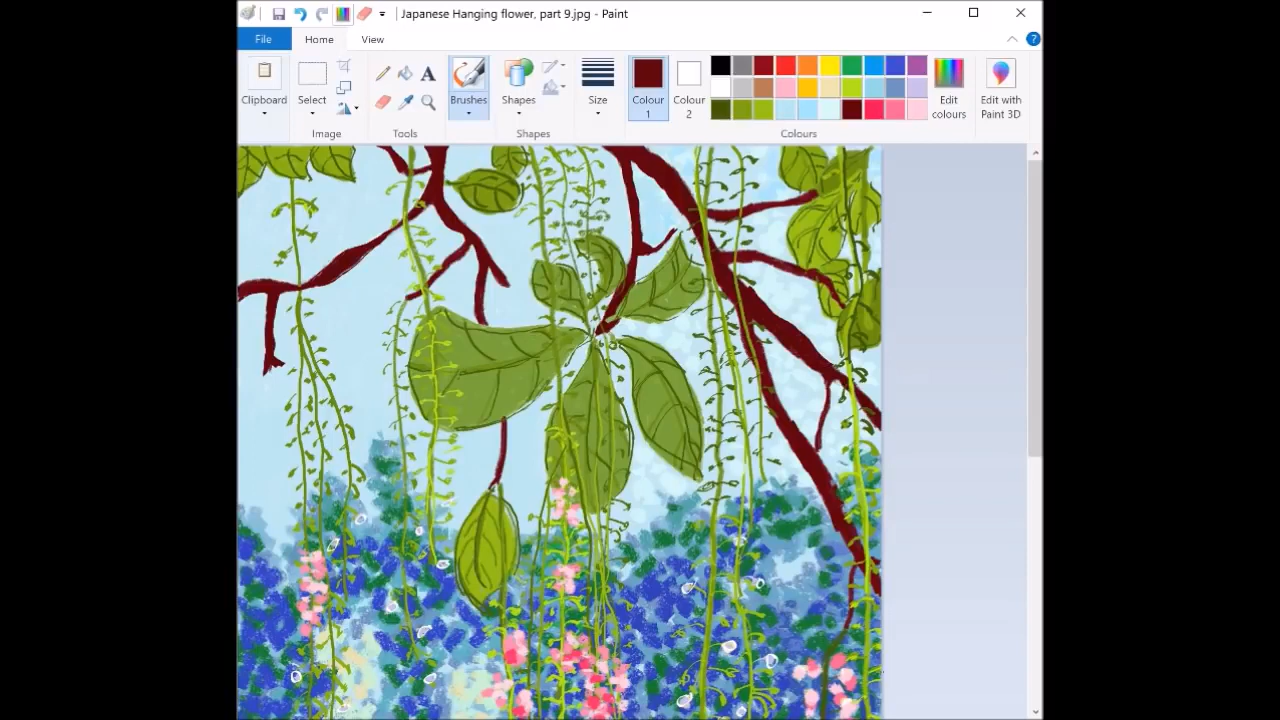 Japanese Hanging flower, part 9.jpg - Paint
File
Home
View
?
Clipboard
Select
A
Brushes
Shapes
Size
Colour
1
Colour
2
Edit
colours
Edit with
Paint 3D
Image
Tools
Shapes
Colours